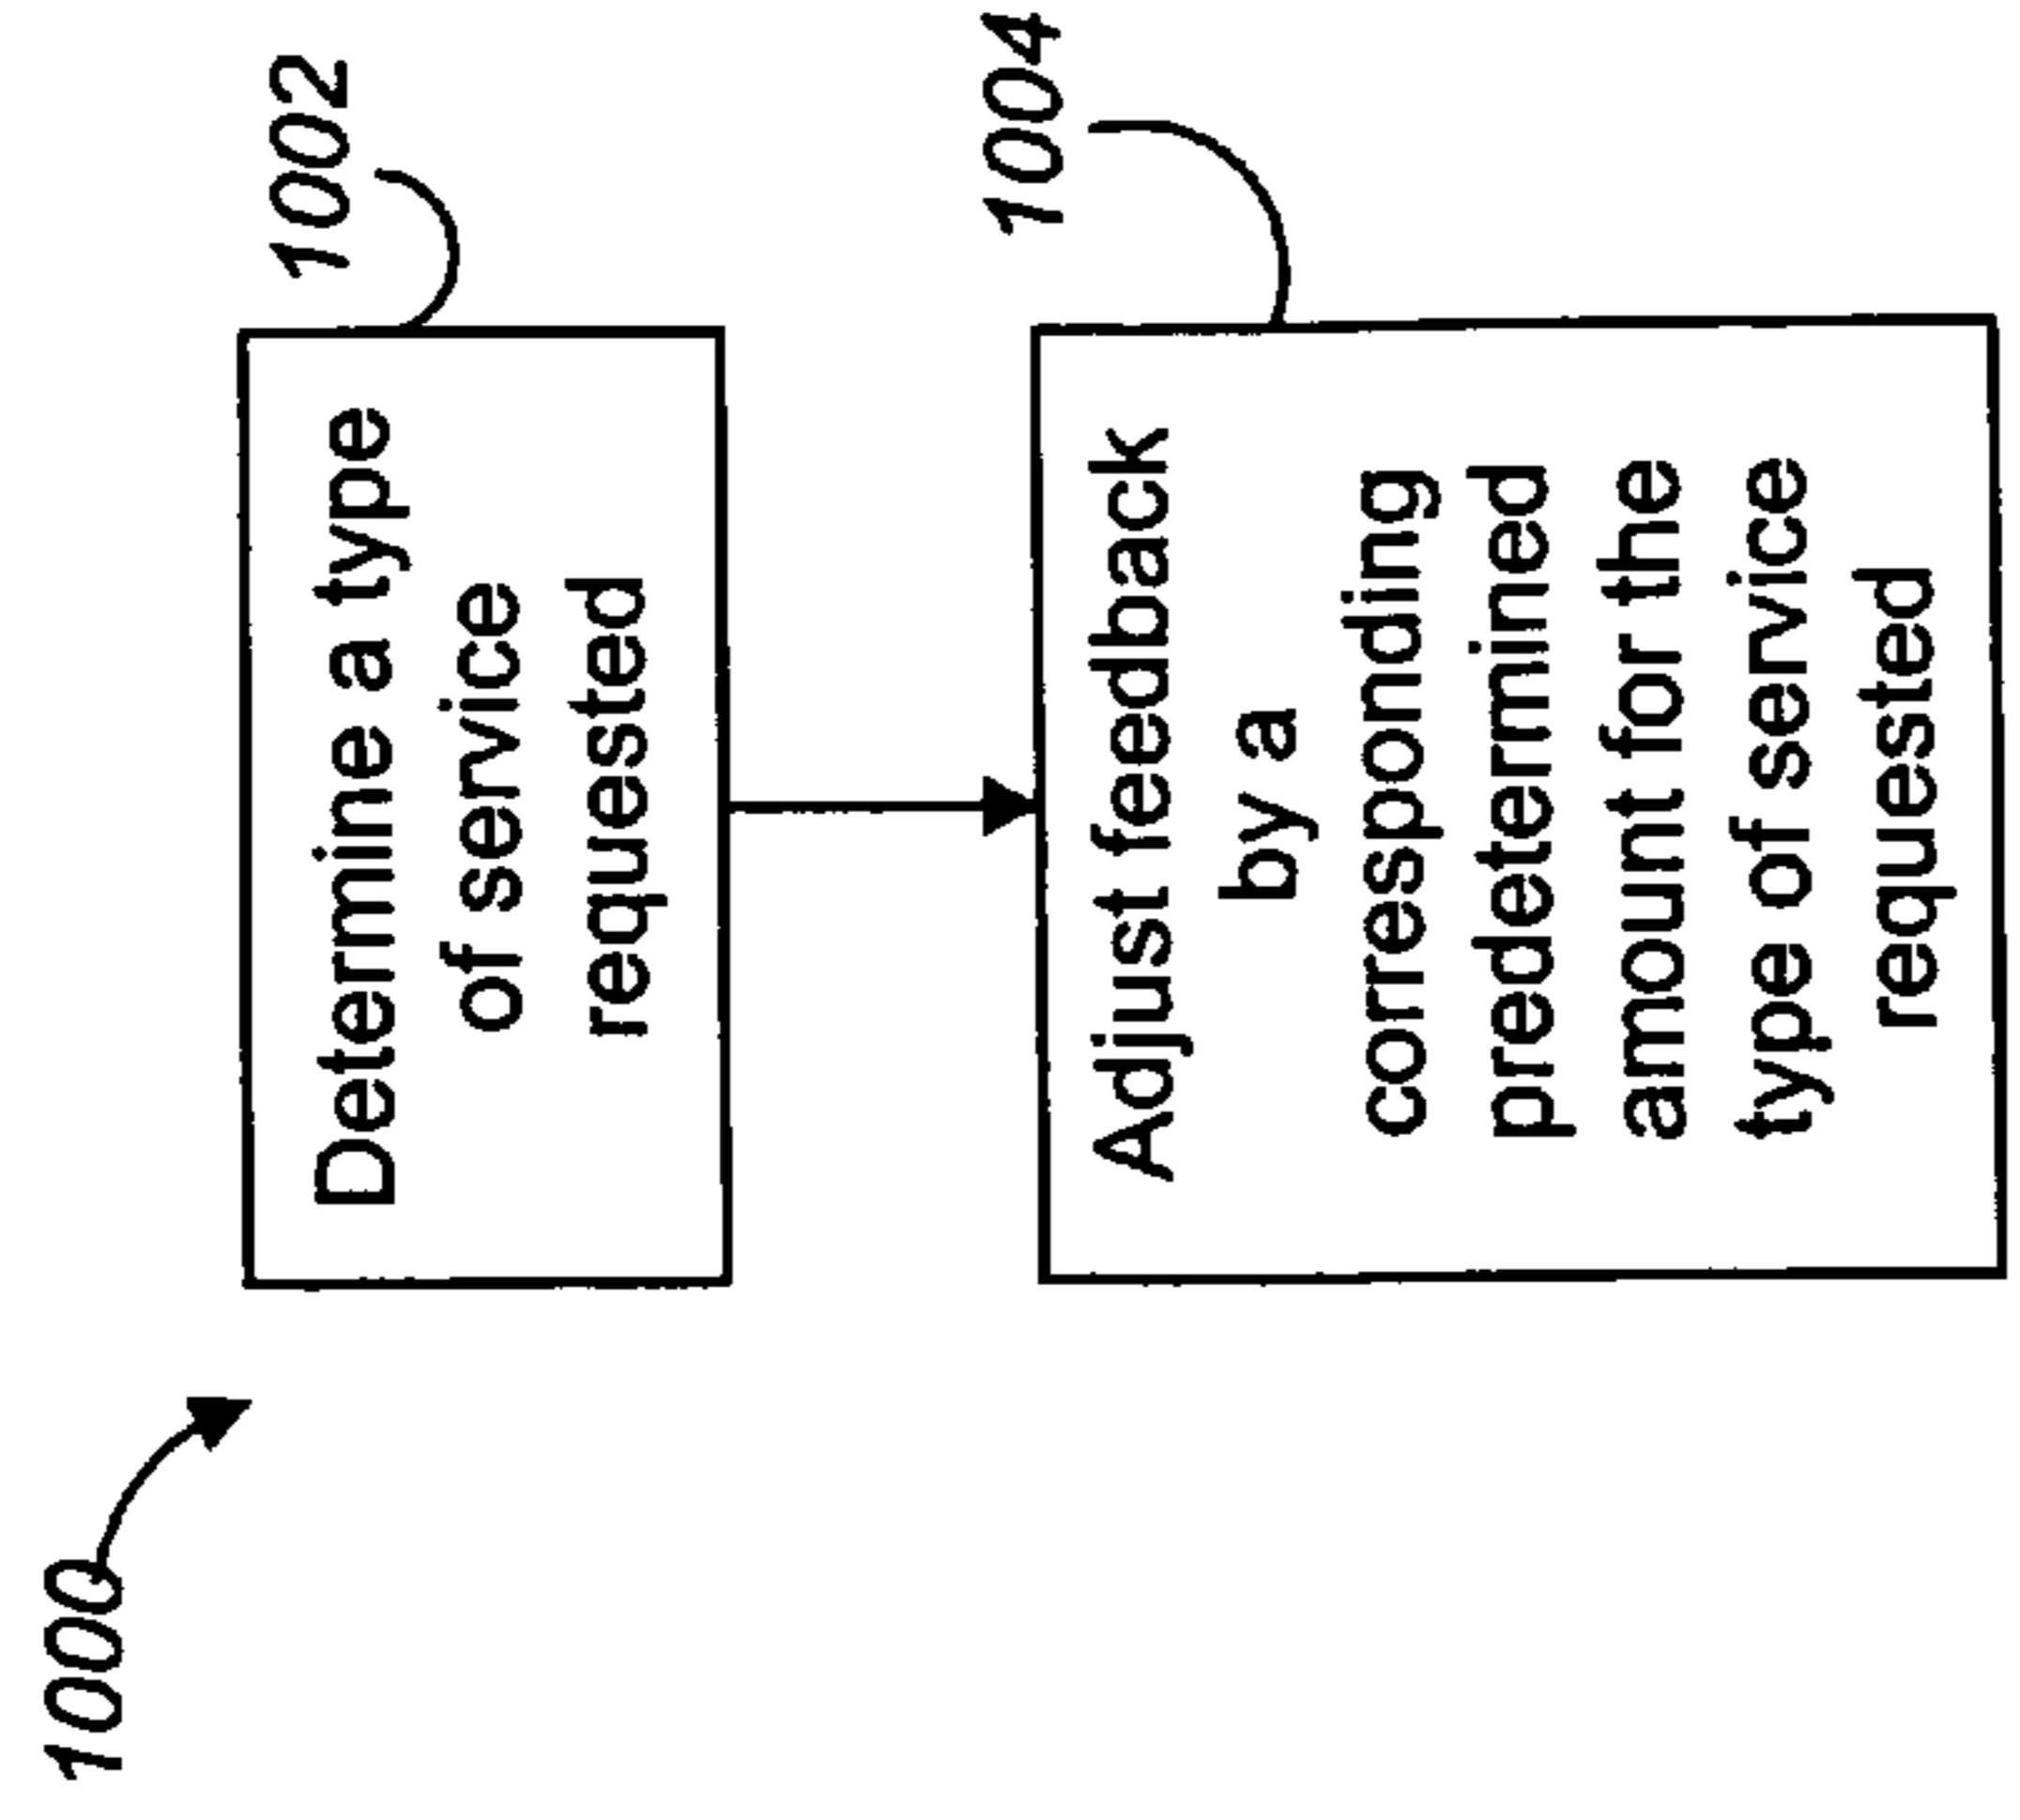 1000
1002
Determine a type
of service
requested
1004
Adjust feedback
by a
corresponding
predetermined
amount for the
type of service
requested